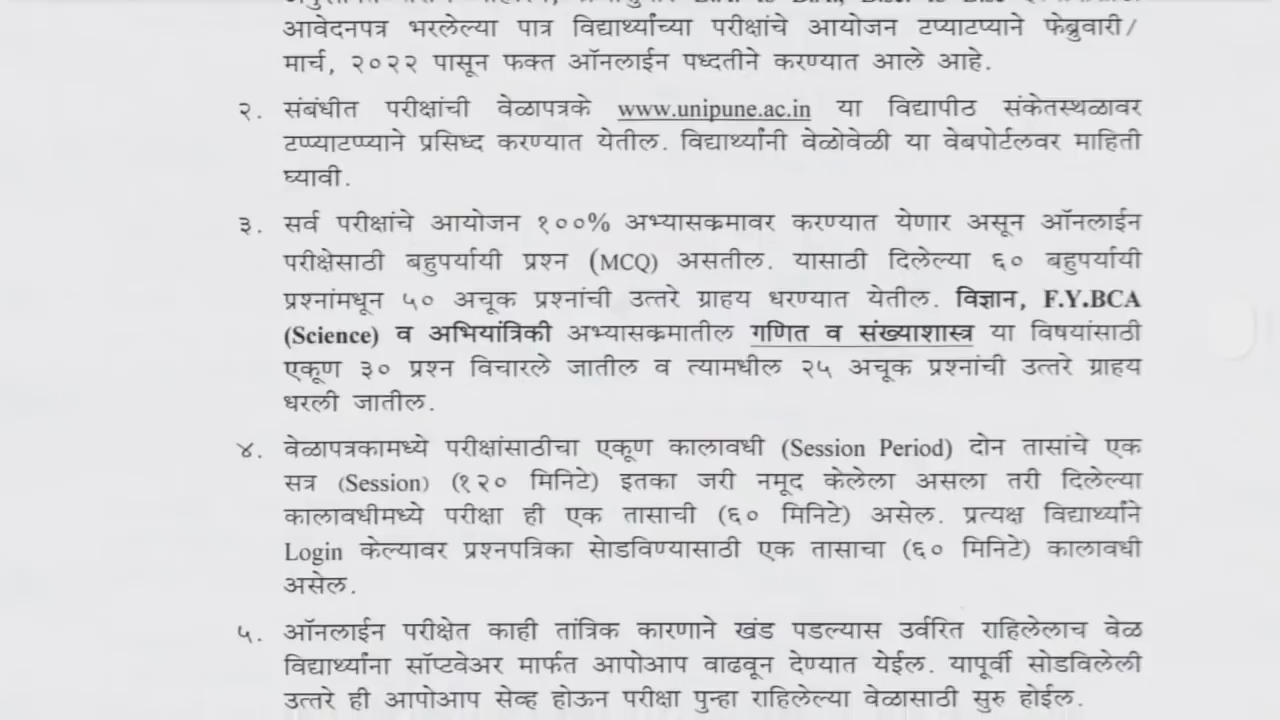 आवेदनपत्र भरलेल्या पात्र विद्यार्थ्यांच्या परीक्षांचे आयोजन टप्याटप्याने फेब्रुवारी/
मार्च, २०२२ पासून फक्त ऑनलाईन पध्दतीने करण्यात आले आहे.
२. संबंधीत परीक्षांची वेळापत्रके www.unipune.ac.in या विद्यापीठ संकेतस्थळावर
टप्प्याटप्प्याने प्रसिध्द करण्यात येतील. विद्यार्थ्यांनी वेळोवेळी या वेबपोर्टलवर माहिती
घ्यावी.
३. सर्व परीक्षांचे आयोजन १००% अभ्यासक्रमावर करण्यात येणार असून ऑनलाईन
परीक्षेसाठी बहुपर्यायी प्रश्न (MCQ) असतील. यासाठी दिलेल्या ६० बहुपर्यायी
प्रश्नांमधून ५० अचूक प्रश्नांची उत्तरे ग्राहय धरण्यात येतील. विज्ञान, F.Y.BCA
(Science) व अभियांत्रिकी अभ्यासक्रमातील गणित व संख्याशास्त्र या विषयांसाठी
एकूण ३० प्रश्न विचारले जातील व त्यामधील २५ अचूक प्रश्नांची उत्तरे ग्राहय
धरली जातील.
४. वेळापत्रकामध्ये परीक्षांसाठीचा एकूण कालावधी (Session Period) दोन तासांचे एक
सत्र (Session) (१२० मिनिटे) इतका जरी नमूद केलेला असला तरी दिलेल्या
कालावधीमध्ये परीक्षा ही एक तासाची (६० मिनिटे) असेल. प्रत्यक्ष विद्यार्थ्याने
Login केल्यावर प्रश्नपत्रिका सेाडविण्यासाठी एक तासाचा (६० मिनिटे) कालावधी
असेल.
५. ऑनलाईन परीक्षेत काही तांत्रिक कारणाने खंड पडल्यास उर्वरित राहिलेलाच वेळ
विद्यार्थ्यांना सॉप्टवेअर मार्फत आपोआप वाढवून देण्यात येईल. यापूर्वी सोडविलेली
उत्तरे ही आपोआप सेव्ह होऊन परीक्षा पुन्हा राहिलेल्या वेळासाठी सुरु होईल.